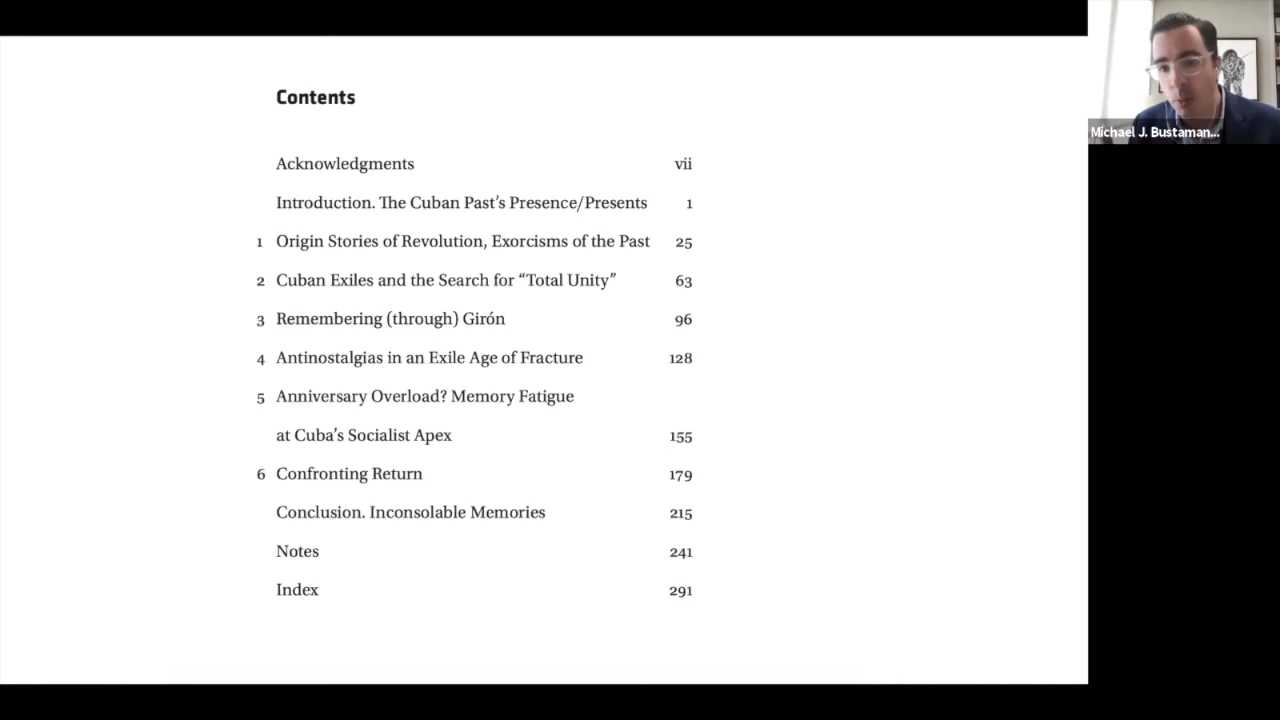 Contents
Acknowledgments vii
Introduction. The Cuban Past’s Presence/Presents 1
1 Origin Stories of Revolution, Exorcisms of the Past 25
2 Cuban Exiles and the Search for “Total Unity” 63
3 Remembering (through) Girón 96
4 Antinostalgias in an Exile Age of Fracture 128
5 Anniversary Overload? Memory Fatigue
at Cuba’s Socialist Apex 155
6 Confronting Return 179
Conclusion. Inconsolable Memories 215
Notes 241
Index 291
Michael J. Bustaman...